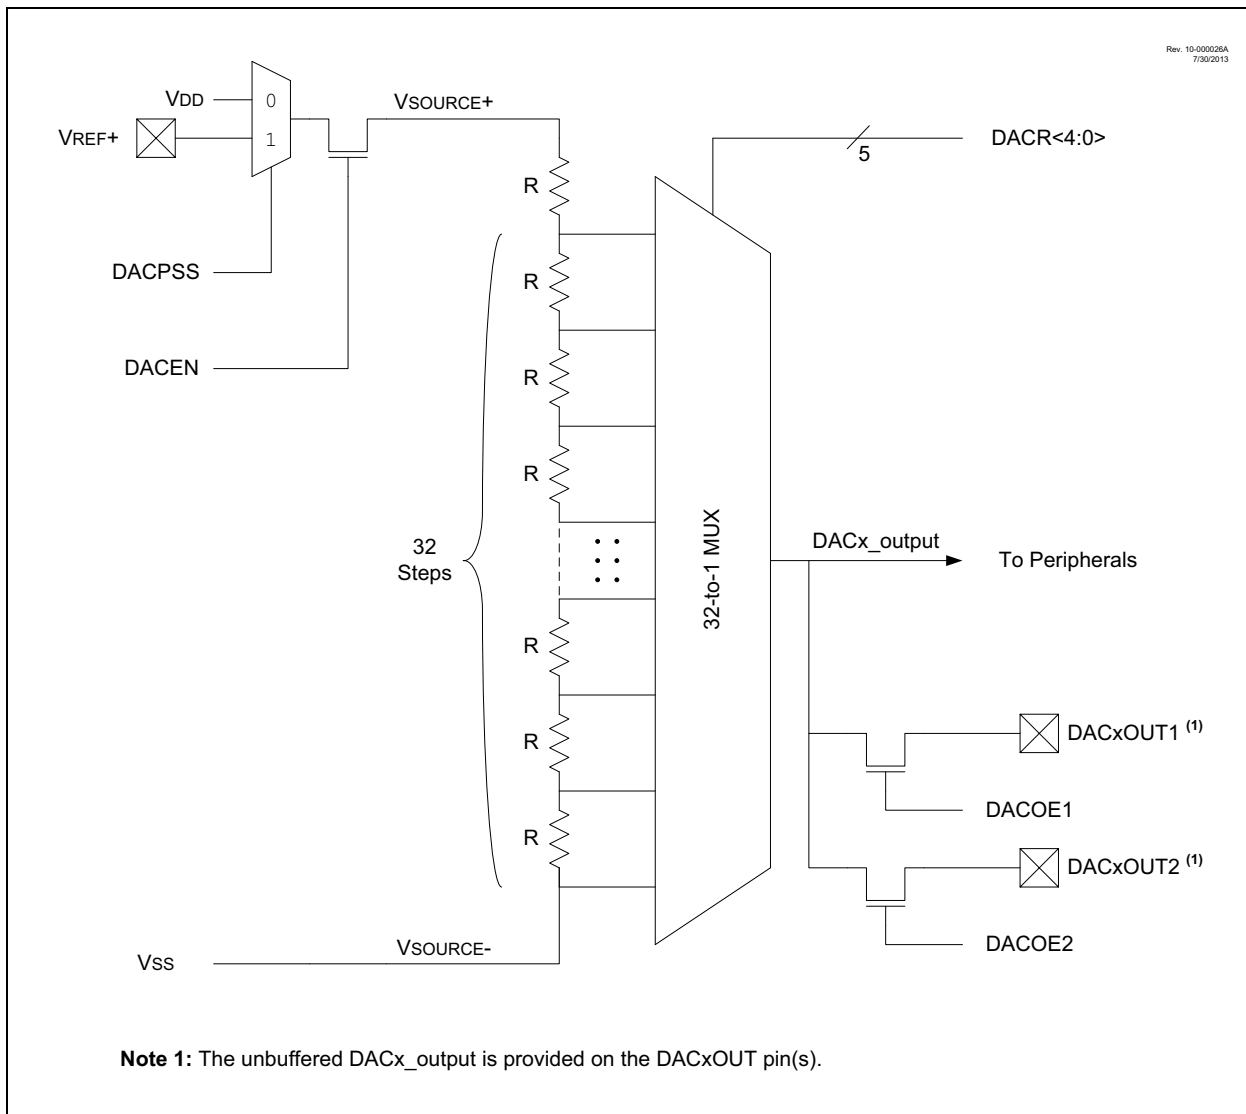 Rev. 10-000026A
7/30/2013
VDD
0
VSOURCE+
VREF+
1
DACR<4:0>
5
R
DACPSS
R
DACEN
R
R
32
Steps
32-to-1 MUX
DACx_output
To Peripherals
R
R
DACxOUT1 (1)
DACOE1
R
DACxOUT2 (1)
DACOE2
VSS
VSOURCE-
Note 1: The unbuffered DACx_output is provided on the DACxOUT pin(s).